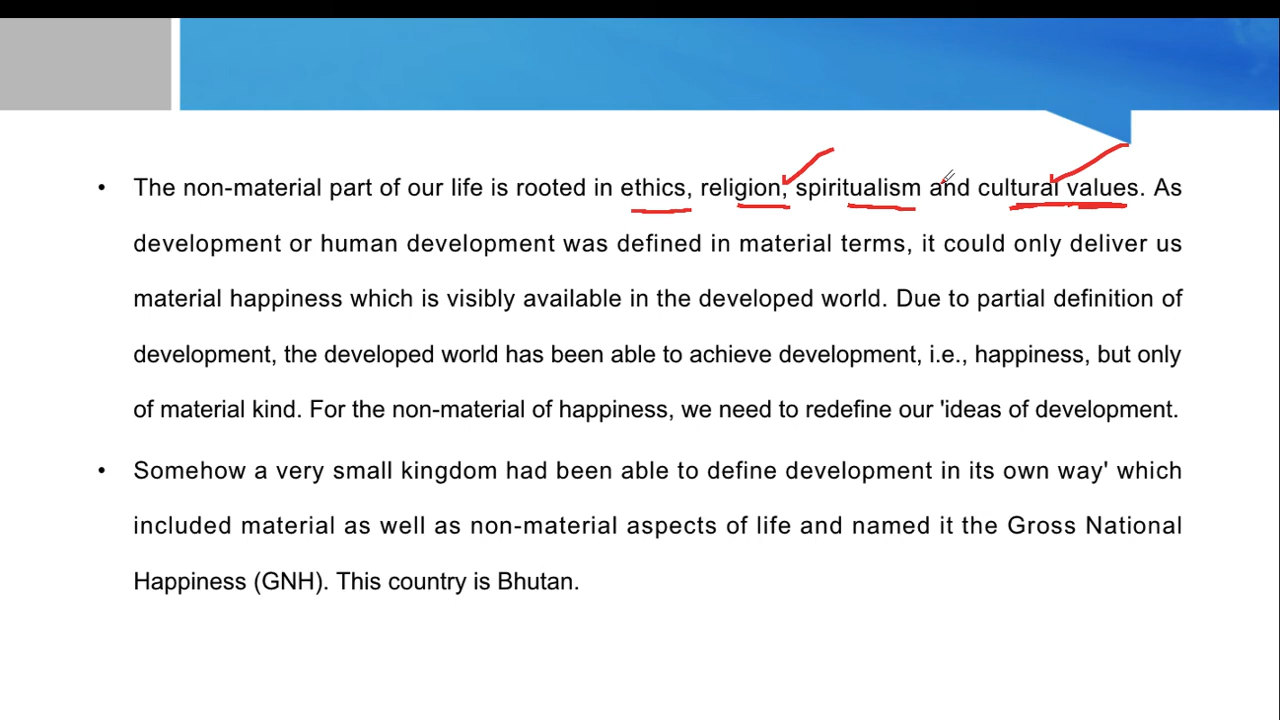 • The non-material part of our life is rooted in ethics, religion, spiritualism and cultural values. As
development or human development was defined in material terms, it could only deliver us
material happiness which is visibly available in the developed world. Due to partial definition of
development, the developed world has been able to achieve development, i.e., happiness, but only
of material kind. For the non-material of happiness, we need to redefine our 'ideas of development.
• Somehow a very small kingdom had been able to define development in its own way' which
included material as well as non-material aspects of life and named it the Gross National
Happiness (GNH). This country is Bhutan.